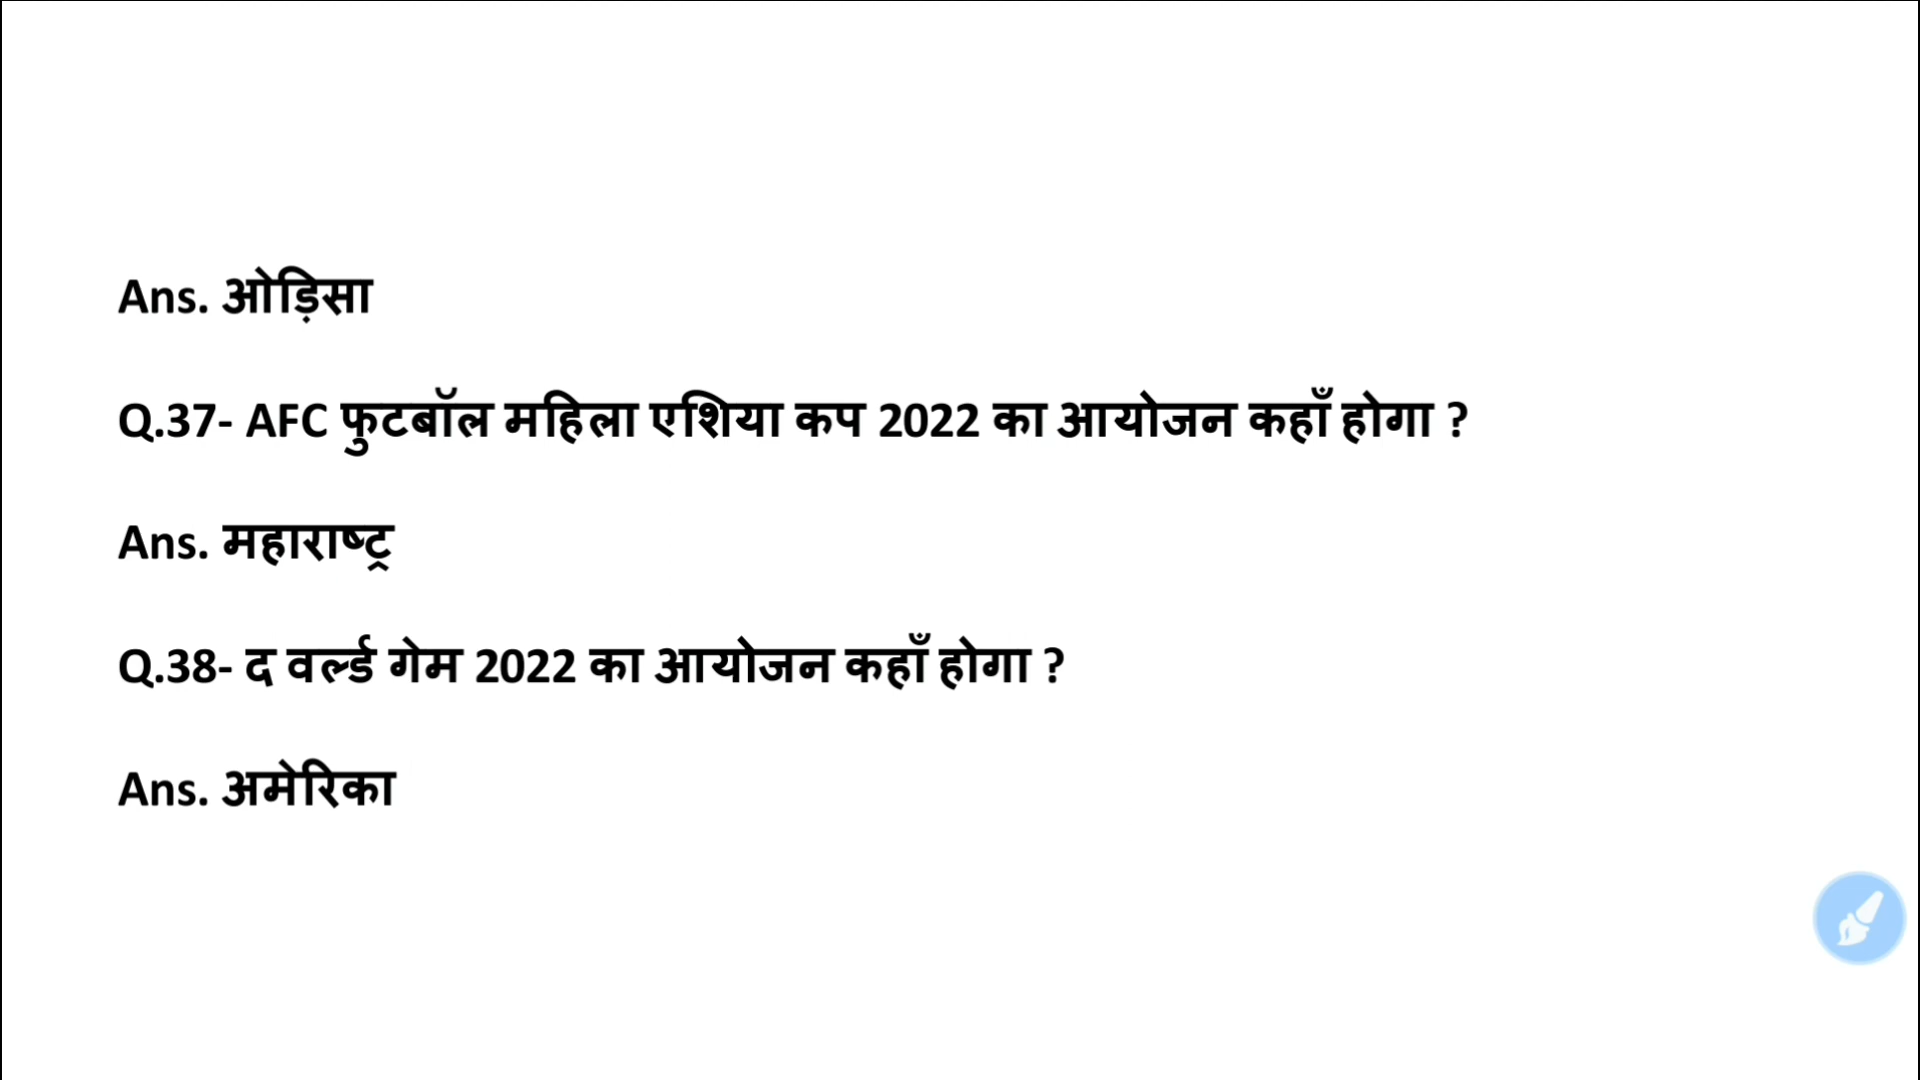 Ans. ओड़िसा
Q.37- AFC फुटबॉल महिला एशिया कप 2022 का आयोजन कहाँ होगा ?
Ans. महाराष्ट्र
Q.38- द वर्ल्ड गेम 2022 का आयोजन कहाँ होगा ?
Ans. अमेरिका